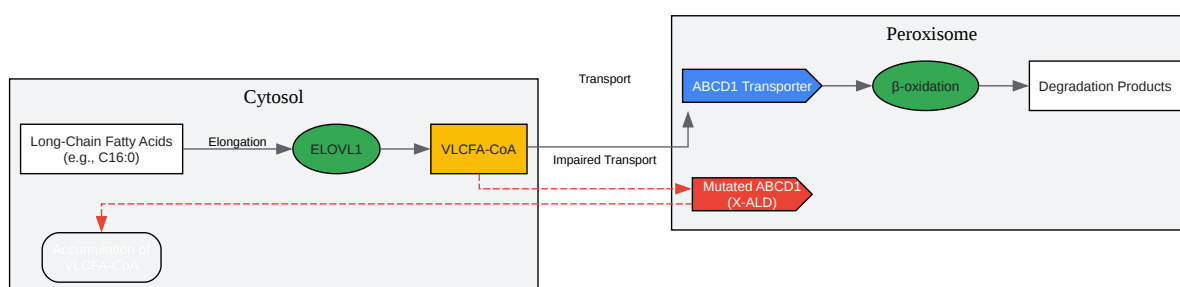 Peroxisome
Transport
ABCD1 Transporter
β-oxidation
Degradation Products
Cytosol
Long-Chain Fatty Acids
(e.g., C16:0)
Elongation
ELOVL1
VLCFA-CoA
Impaired Transport
Mutated ABCD1
(X-ALD)
Accumulation of
VLCFA-CoA